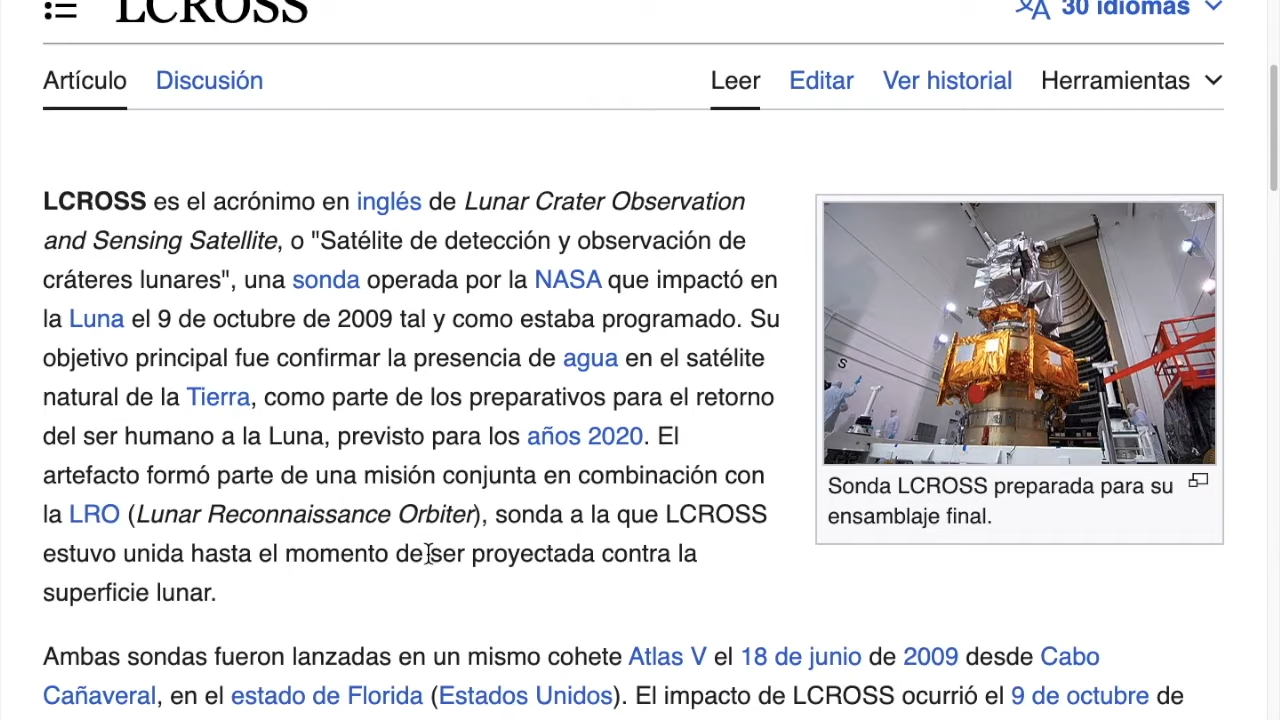 LCROSS
30 idiomas
Artículo Discusión Leer Editar Ver historial Herramientas
LCROSS es el acrónimo en inglés de Lunar Crater Observation
and Sensing Satellite, o "Satélite de detección y observación de
cráteres lunares", una sonda operada por la NASA que impactó en
la Luna el 9 de octubre de 2009 tal y como estaba programado. Su
objetivo principal fue confirmar la presencia de agua en el satélite
natural de la Tierra, como parte de los preparativos para el retorno
del ser humano a la Luna, previsto para los años 2020. El
artefacto formó parte de una misión conjunta en combinación con
la LRO (Lunar Reconnaissance Orbiter), sonda a la que LCROSS
estuvo unida hasta el momento de ser proyectada contra la
superficie lunar.
Sonda LCROSS preparada para su
ensamblaje final.
Ambas sondas fueron lanzadas en un mismo cohete Atlas V el 18 de junio de 2009 desde Cabo
Cañaveral, en el estado de Florida (Estados Unidos). El impacto de LCROSS ocurrió el 9 de octubre de